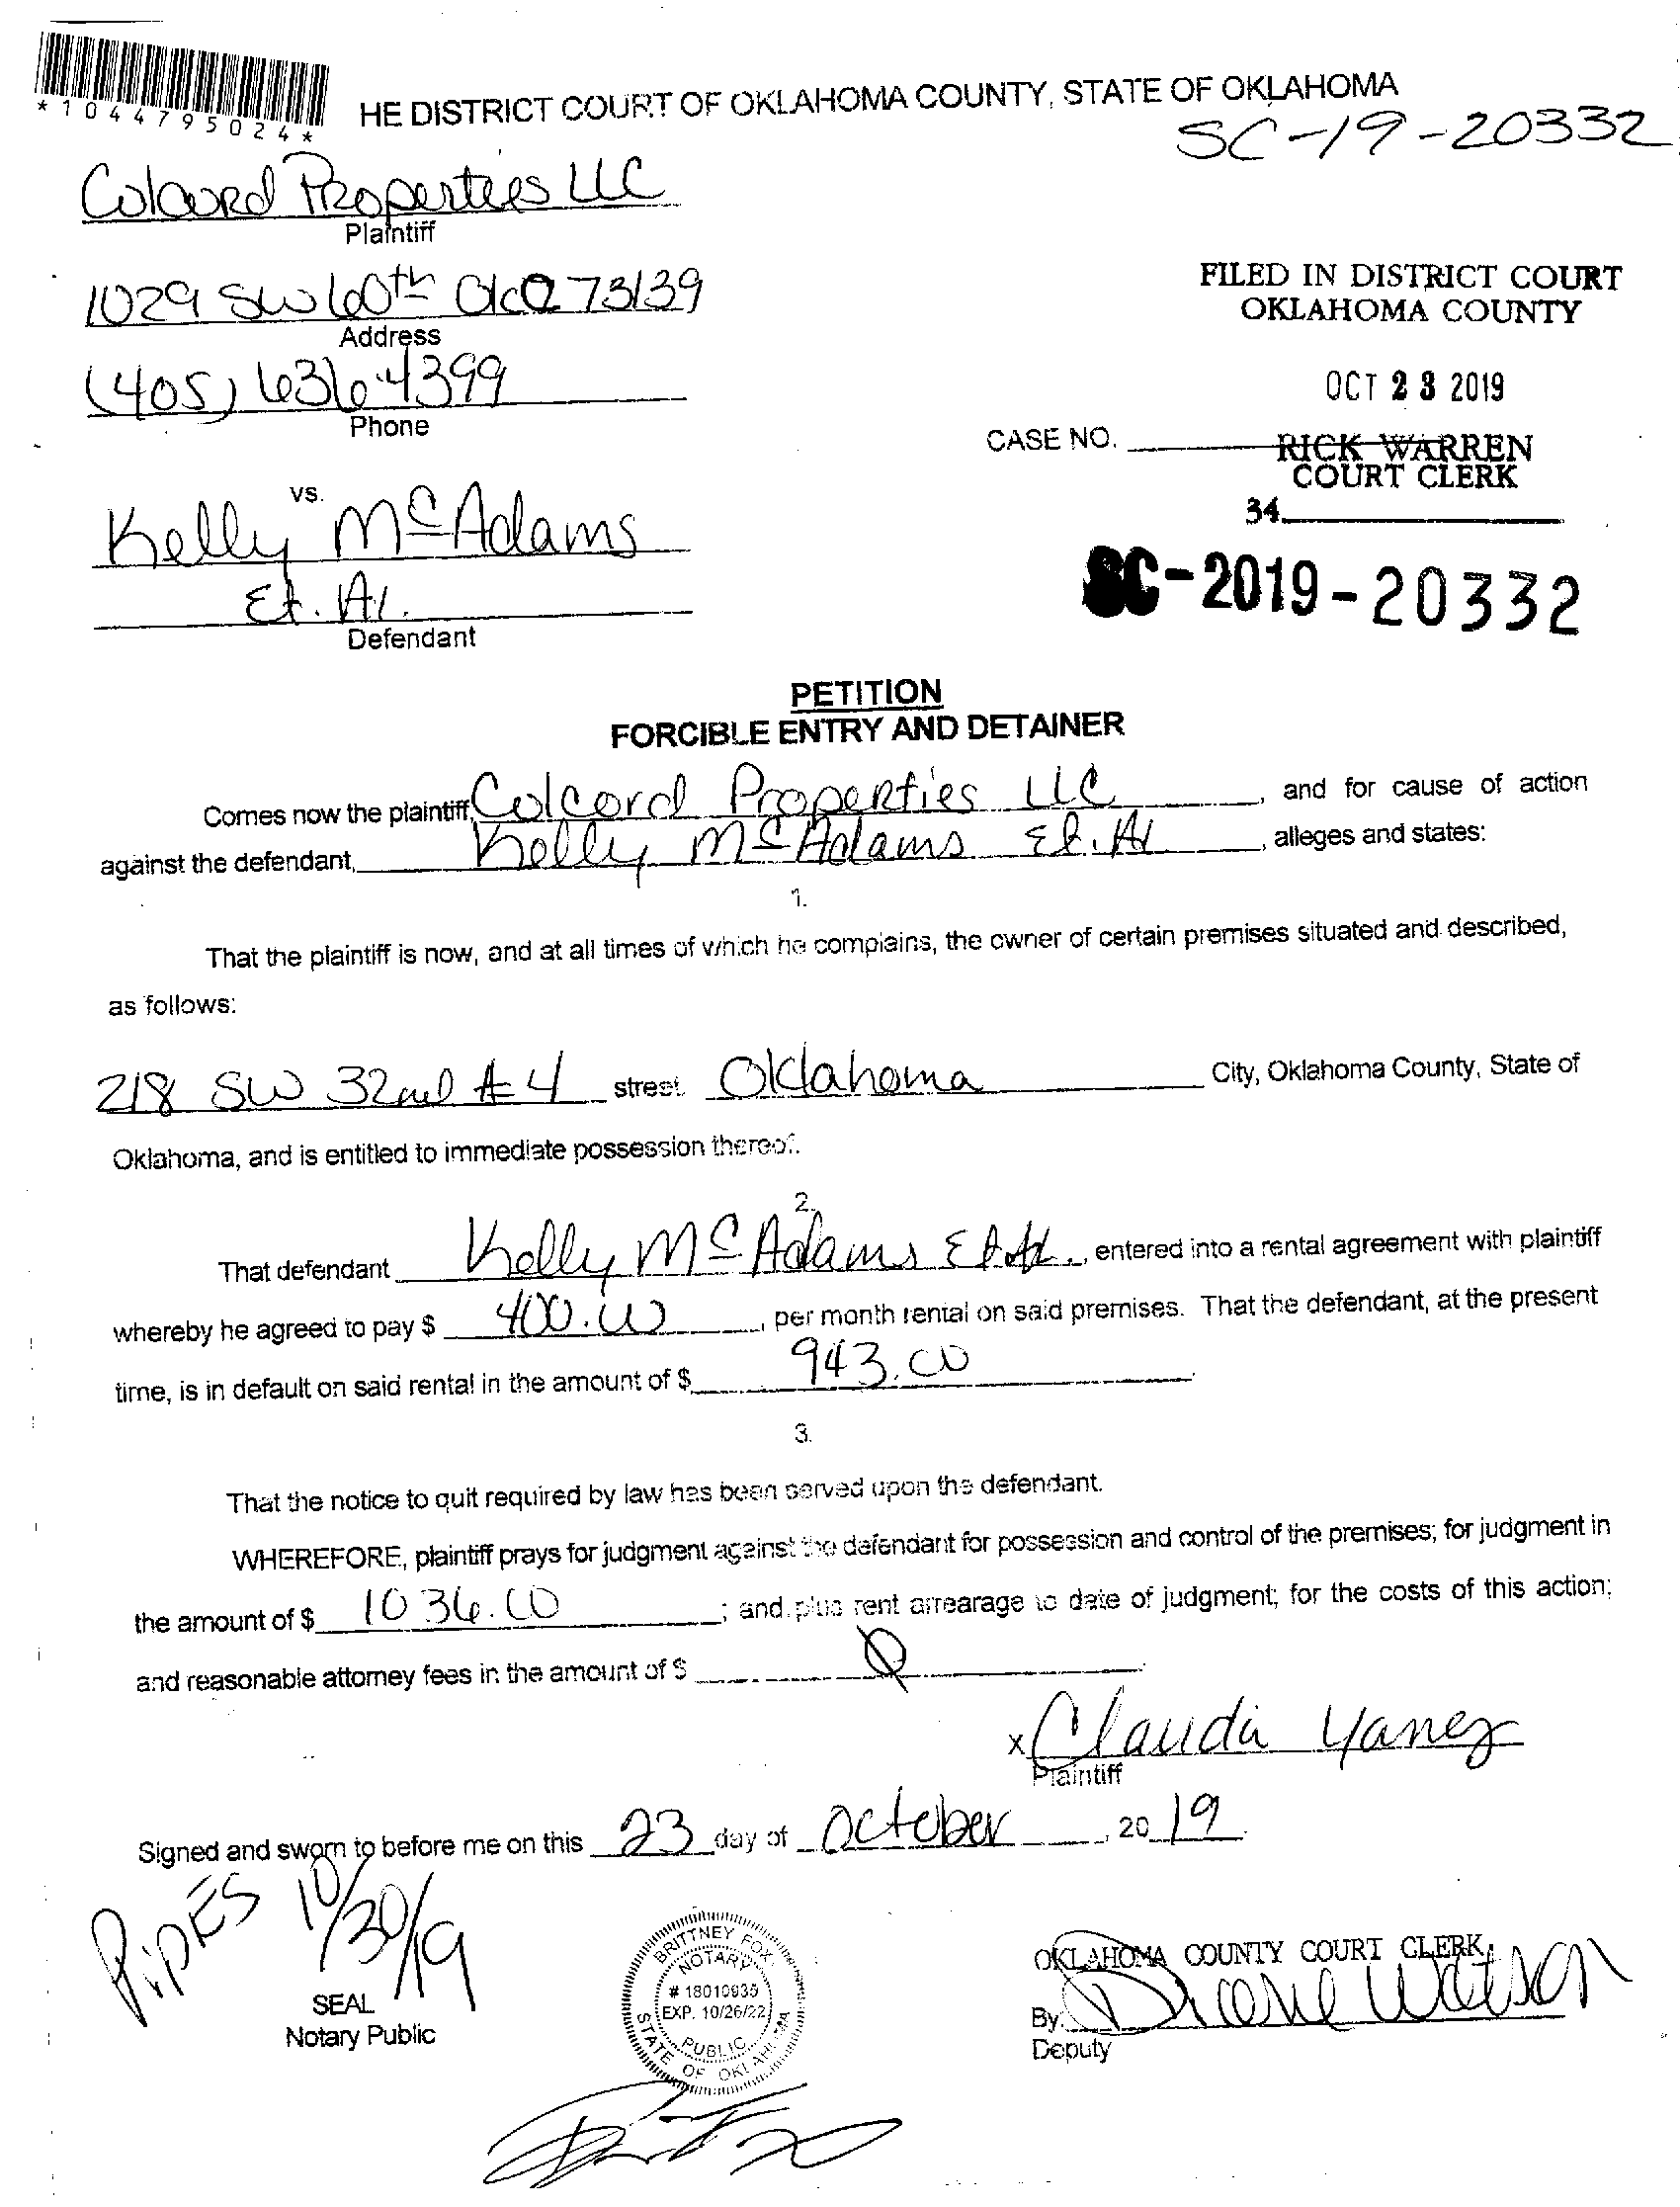 *1044795024*
HE DISTRICT COURT OF OKLAHOMA COUNTY, STATE OF OKLAHOMA
SC-19-20332
Colcord Properties LLC
Plaintiff
1029 SW 60th OKC 73139
Address
(405) 636-4399
Phone
FILED IN DISTRICT COURT
OKLAHOMA COUNTY
OCT 23 2019
CASE NO.
RICK WARREN
COURT CLERK
34
vs.
Kelly McAdams
Et. Al.
Defendant
SC-2019-20332
PETITION
FORCIBLE ENTRY AND DETAINER
Comes now the plaintiff, Colcord Properties LLC, and for cause of action
against the defendant, Kelly McAdams Et. Al, alleges and states:
1.
That the plaintiff is now, and at all times of which he complains, the owner of certain premises situated and described,
as follows:
218 SW 32nd #4 street, Oklahoma City, Oklahoma County, State of
Oklahoma, and is entitled to immediate possession thereof.
2.
That defendant Kelly McAdams Et Al., entered into a rental agreement with plaintiff
whereby he agreed to pay $ 400.00, per month rental on said premises. That the defendant, at the present
time, is in default on said rental in the amount of $ 943.00
3.
That the notice to quit required by law has been served upon the defendant.
WHEREFORE, plaintiff prays for judgment against the defendant for possession and control of the premises; for judgment in
the amount of $ 1036.00; and plus rent arrearage to date of judgment; for the costs of this action;
and reasonable attorney fees in the amount of $ Ø
x Claudia Yanez
Plaintiff
Signed and sworn to before me on this 23 day of October, 2019.
PIPES 10/30/19
SEAL
Notary Public
BRITTNEY FOX
NOTARY
# 18010935
EXP. 10/26/22
PUBLIC
STATE OF OKLAHOMA
OKLAHOMA COUNTY COURT CLERK
By: Diane Watson
Deputy